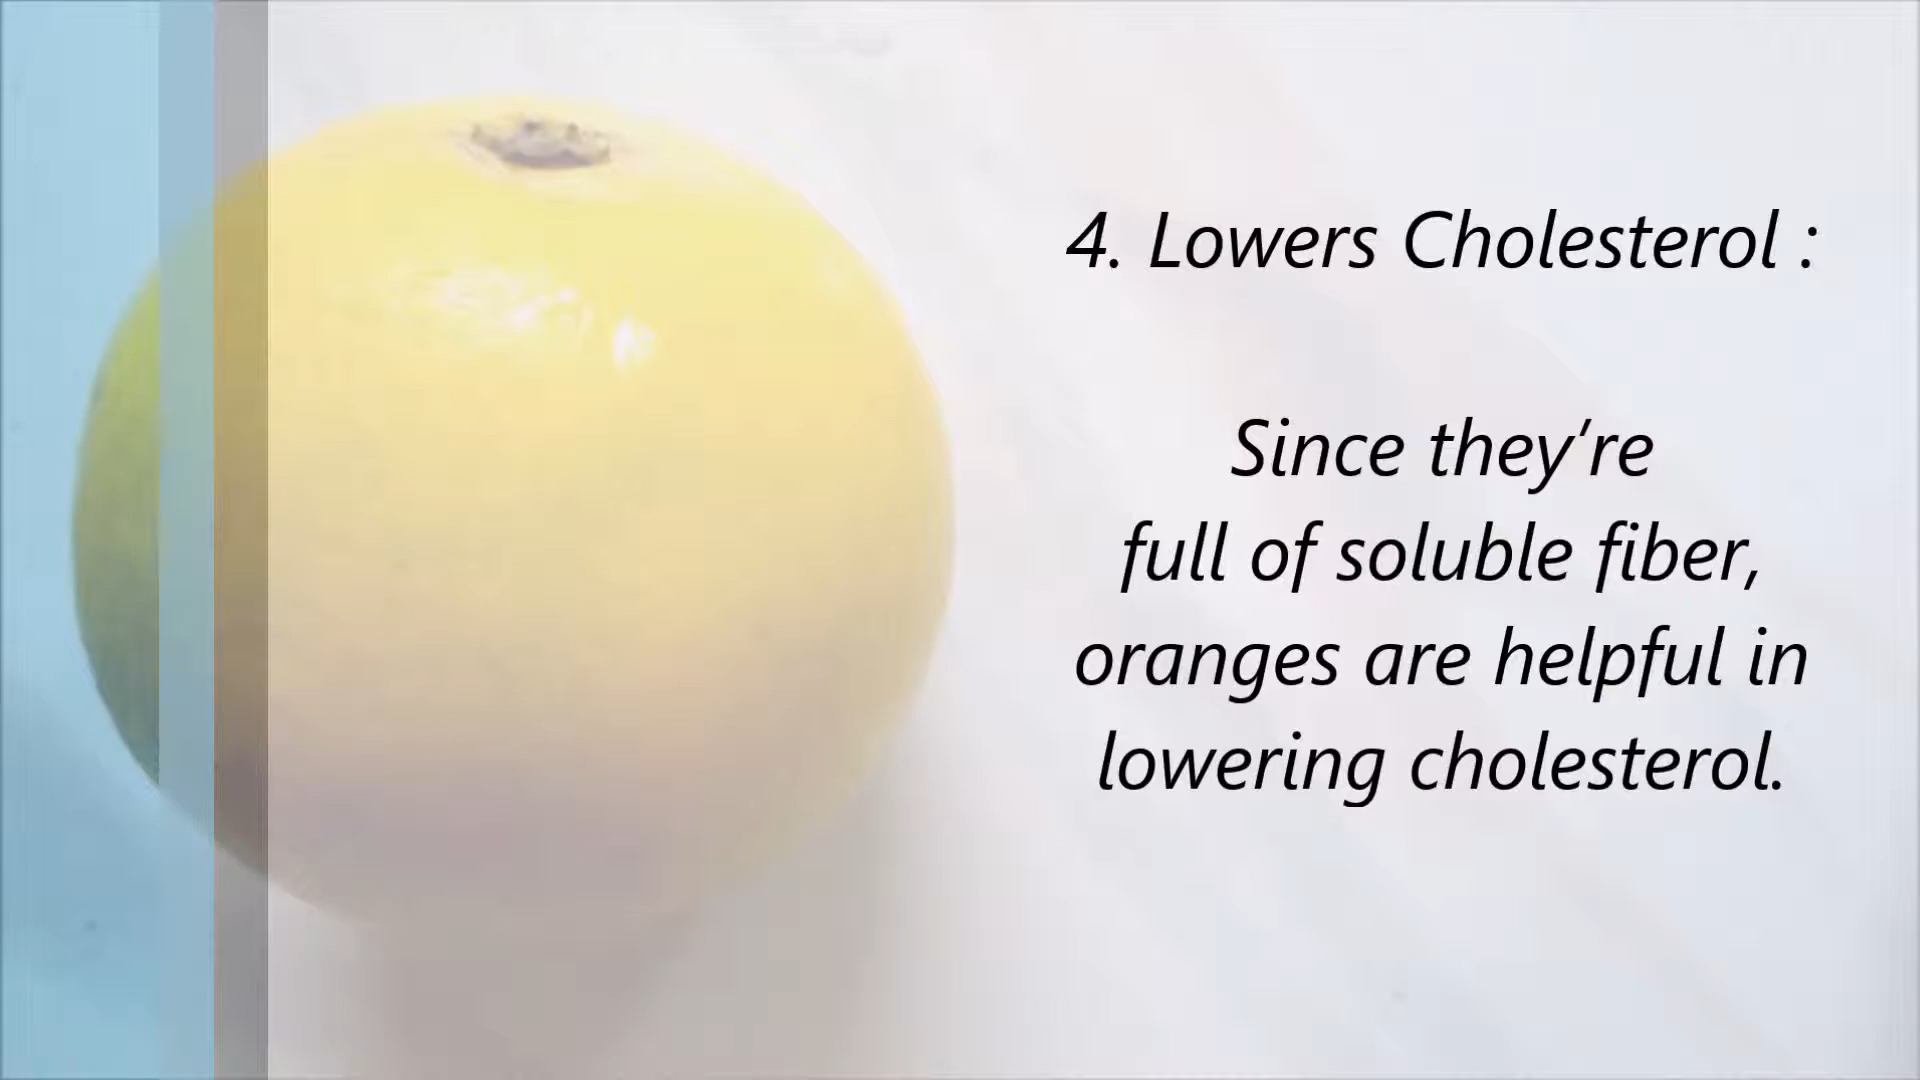 4. Lowers Cholesterol :
Since they're
full of soluble fiber,
oranges are helpful in
lowering cholesterol.